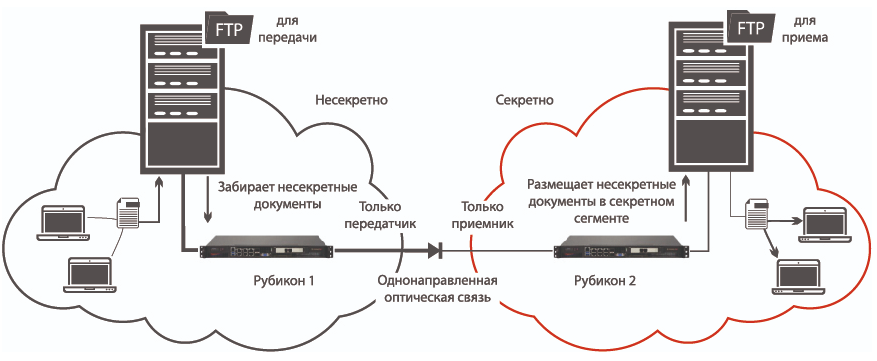 FTP
для
передачи
FTP
для
приема
Несекретно
Секретно
Забирает несекретные
документы
Размещает несекретные
документы в секретном
сегменте
Только
передатчик
Только
приемник
Рубикон 1
Однонаправленная
оптическая связь
Рубикон 2